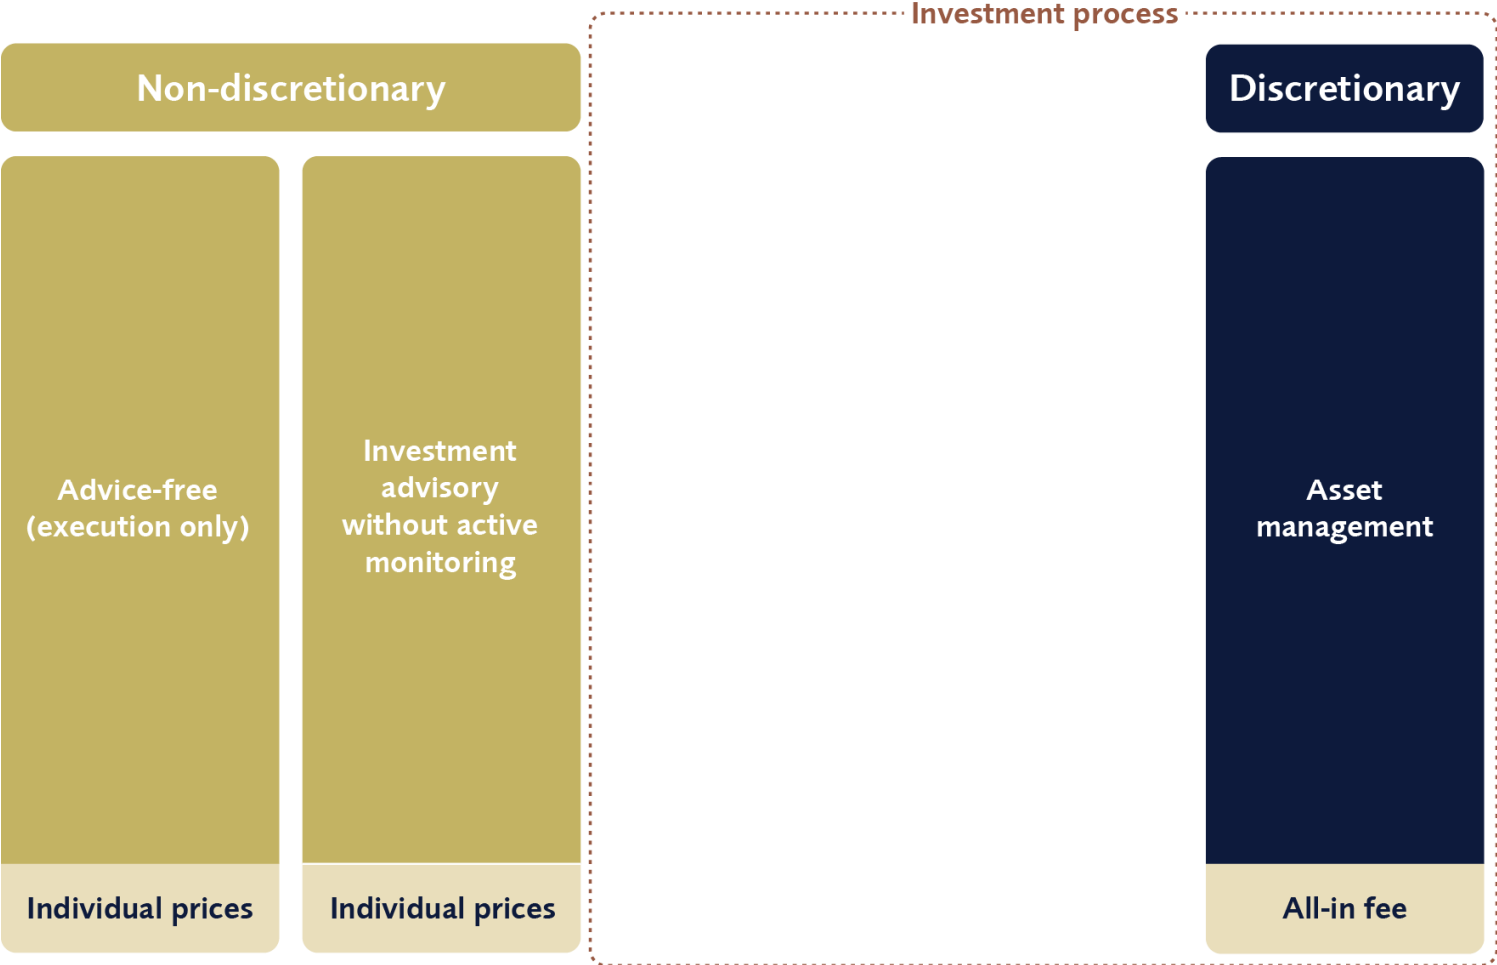 Investment process
Non-discretionary
Discretionary
Advice-free
(execution only)
Investment
advisory
without active
monitoring
Asset
management
Individual prices
Individual prices
All-in fee